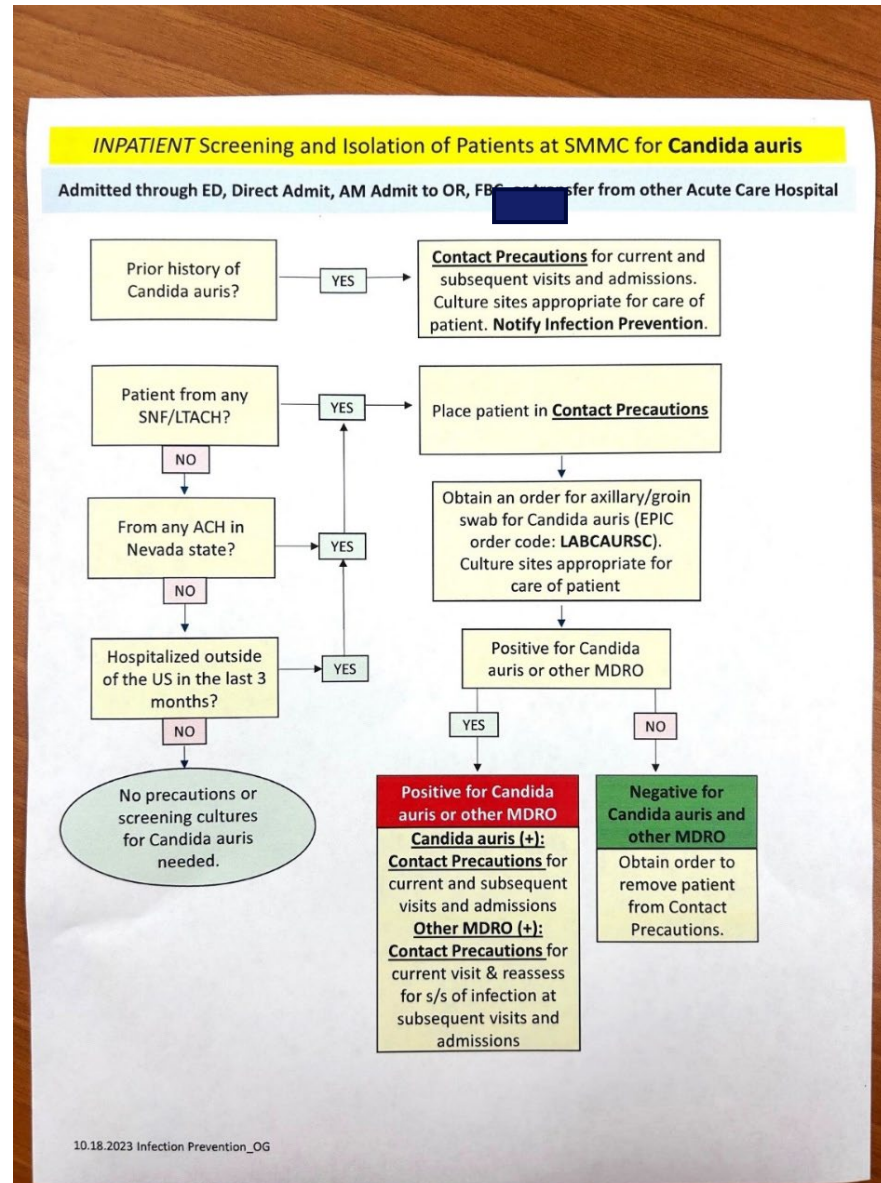 INPATIENT Screening and Isolation of Patients at SMMC for Candida auris
Admitted through ED, Direct Admit, AM Admit to OR, from other Acute Care Hospital
Prior history of
Candida auris?
YES
Contact Precautions for current and
subsequent visits and admissions.
Culture sites appropriate for care of
patient. Notify Infection Prevention.
Patient from any
SNF/LTACH?
YES
Place patient in Contact Precautions
NO
From any ACH in
Nevada state?
YES
Obtain an order for axillary/groin
swab for Candida auris (EPIC
order code: LABCAURSC).
Culture sites appropriate for
care of patient
NO
Hospitalized outside
of the US in the last 3
months?
YES
Positive for Candida
auris or other MDRO
NO
YES
NO
No precautions or
screening cultures
for Candida auris
needed.
Positive for Candida
auris or other MDRO
Candida auris (+):
Contact Precautions for
current and subsequent
visits and admissions
Other MDRO (+):
Contact Precautions for
current visit & reassess
for s/s of infection at
subsequent visits and
admissions
Negative for
Candida auris and
other MDRO
Obtain order to
remove patient
from Contact
Precautions.
10.18.2023 Infection Prevention_OG